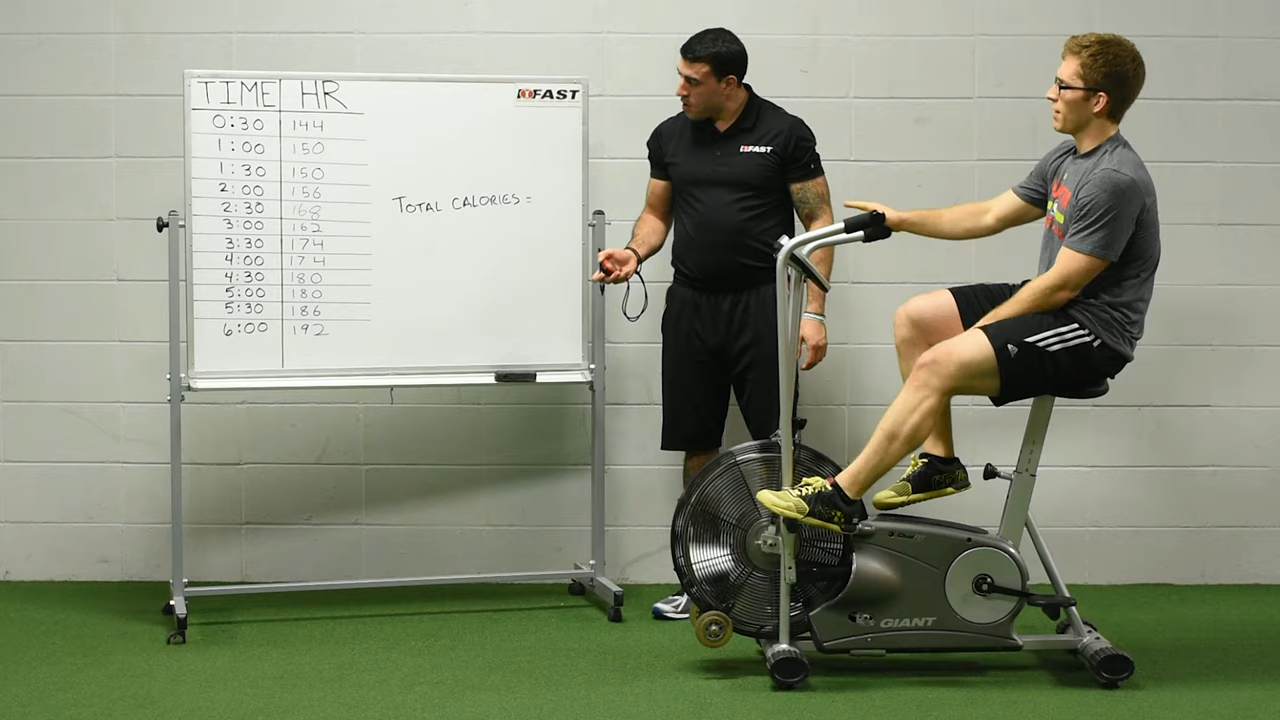 TIME HR
FAST
0:30 144
1:00 150
1:30 150
2:00 156
2:30 168
3:00 162
3:30 174
4:00 174
4:30 180
5:00 180
5:30 186
6:00 192
TOTAL CALORIES =
FAST
GIANT